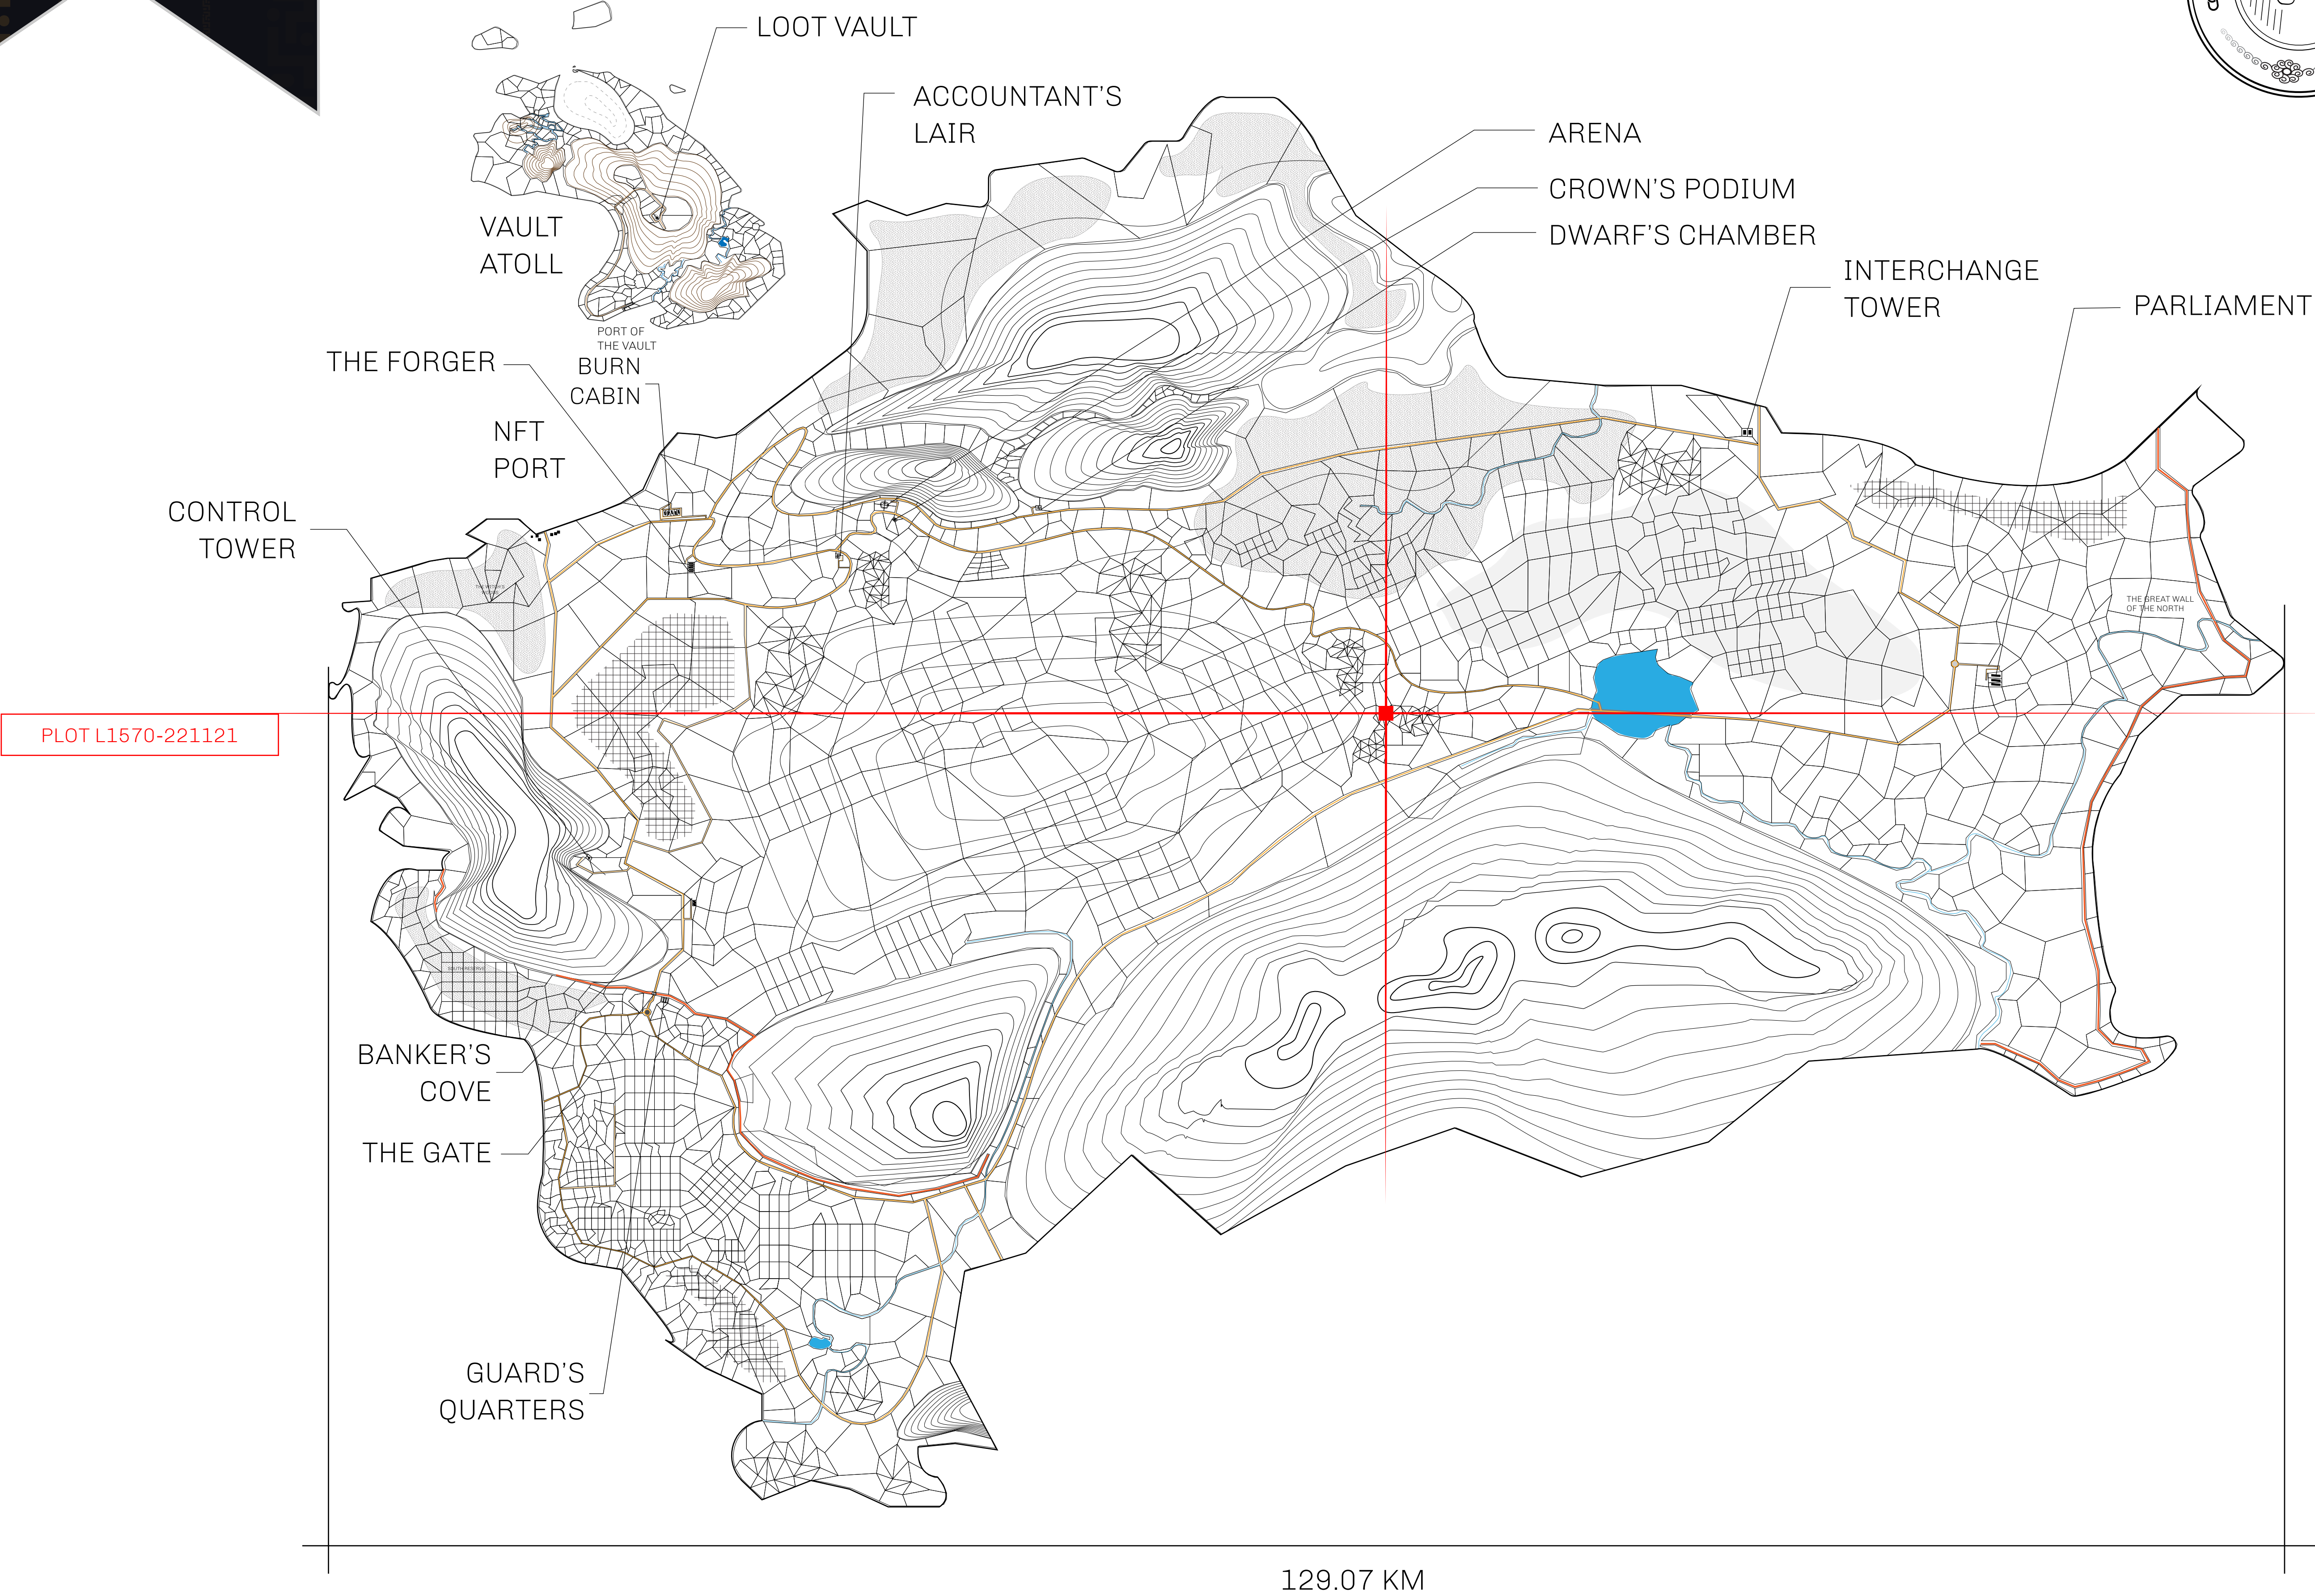 LOOT VAULT
ACCOUNTANT'S
LAIR
ARENA
CROWN'S PODIUM
DWARF'S CHAMBER
VAULT
ATOLL
INTERCHANGE
TOWER
PARLIAMENT
PORT OF
THE VAULT
THE FORGER
BURN
CABIN
NFT
PORT
CONTROL
TOWER
THE GREAT WALL
OF THE NORTH
PLOT L1570-221121
SOUTH RESERVE
BANKER'S
COVE
THE GATE
GUARD'S
QUARTERS
129.07 KM